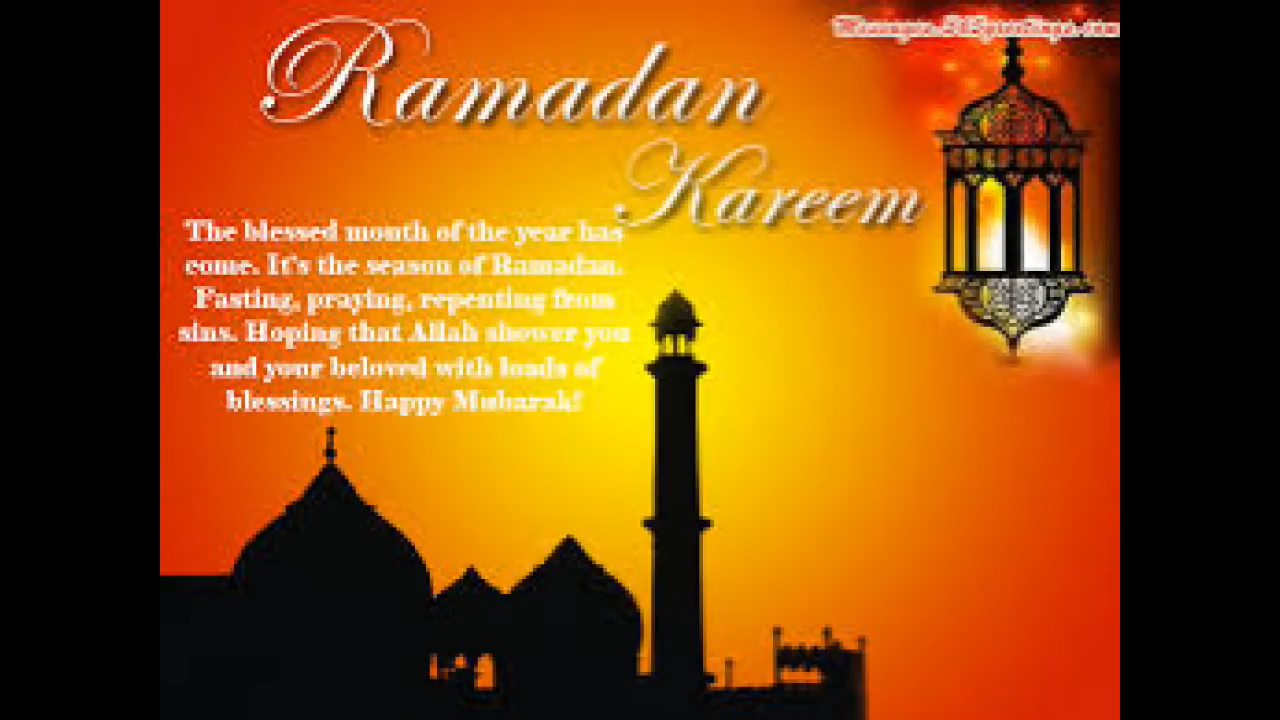 Ramadan
Kareem
The blessed month of the year has
come. It's the season of Ramadan.
Fasting, praying, repenting from
sins. Hoping that Allah shower you
and your beloved with loads of
blessings. Happy Mubarak!